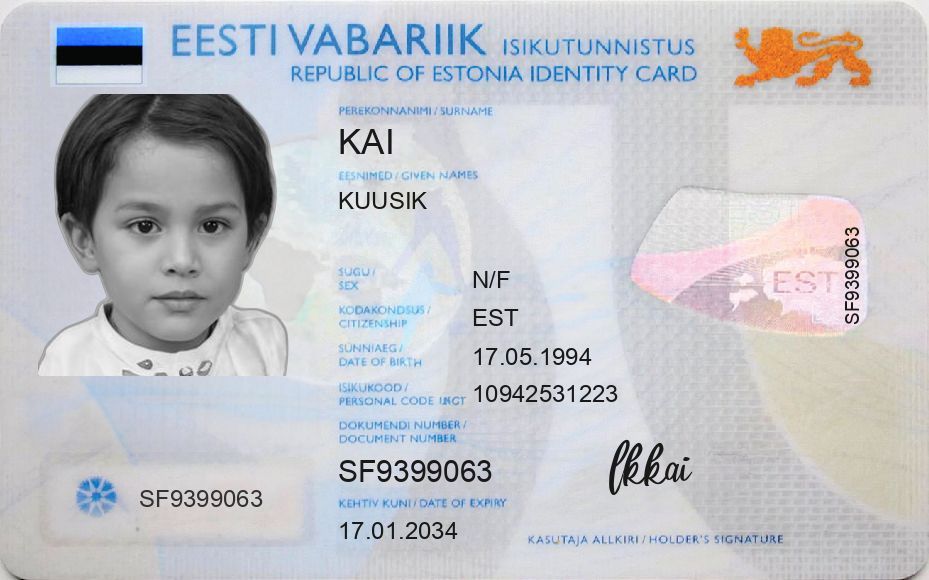 EESTI VABARIIK ISIKUTUNNISTUS
REPUBLIC OF ESTONIA IDENTITY CARD
PEREKONNANIMI / SURNAME
KAI
EESNIMED / GIVEN NAMES
KUUSIK
SUGU /
SEX
N/F
KODAKONDSUS /
CITIZENSHIP
EST
SÜNNIAEG /
DATE OF BIRTH
17.05.1994
ISIKUKOOD /
PERSONAL CODE
10942531223
DOKUMENDI NUMBER /
DOCUMENT NUMBER
SF9399063
KEHTIV KUNI / DATE OF EXPIRY
17.01.2034
SF9399063
EST
SF9399063
KASUTAJA ALLKIRI / HOLDER'S SIGNATURE